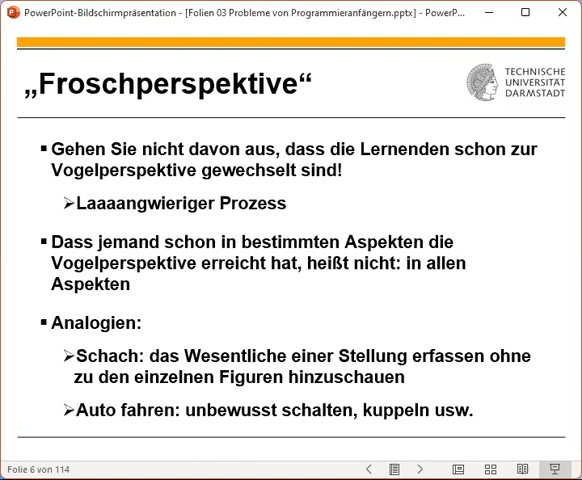 PowerPoint-Bildschirmpräsentation - [Folien 03 Probleme von Programmieranfängern.pptx] - PowerP...
„Froschperspektive“
TECHNISCHE
UNIVERSITÄT
DARMSTADT
▪ Gehen Sie nicht davon aus, dass die Lernenden schon zur
Vogelperspektive gewechselt sind!
➢Laaaangwieriger Prozess
▪ Dass jemand schon in bestimmten Aspekten die
Vogelperspektive erreicht hat, heißt nicht: in allen
Aspekten
▪ Analogien:
➢Schach: das Wesentliche einer Stellung erfassen ohne
zu den einzelnen Figuren hinzuschauen
➢Auto fahren: unbewusst schalten, kuppeln usw.
Folie 6 von 114